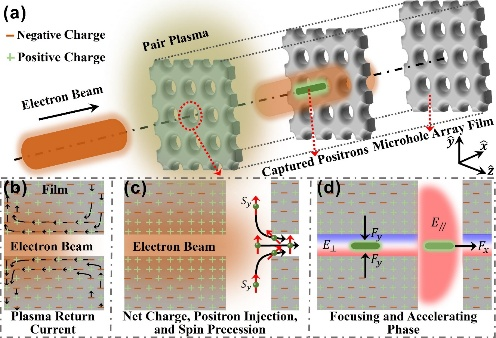 (a)
Negative Charge
Positive Charge
Pair Plasma
Electron Beam
Captured Positrons
Microhole Array Film
ŷ
x̂
ẑ
(b)
Film
Electron Beam
Plasma Return
Current
(c)
Electron Beam
S_y
S_y
Net Charge, Positron Injection,
and Spin Precession
(d)
E_⊥
F_y
F_y
E_//
F_x
Focusing and Accelerating
Phase